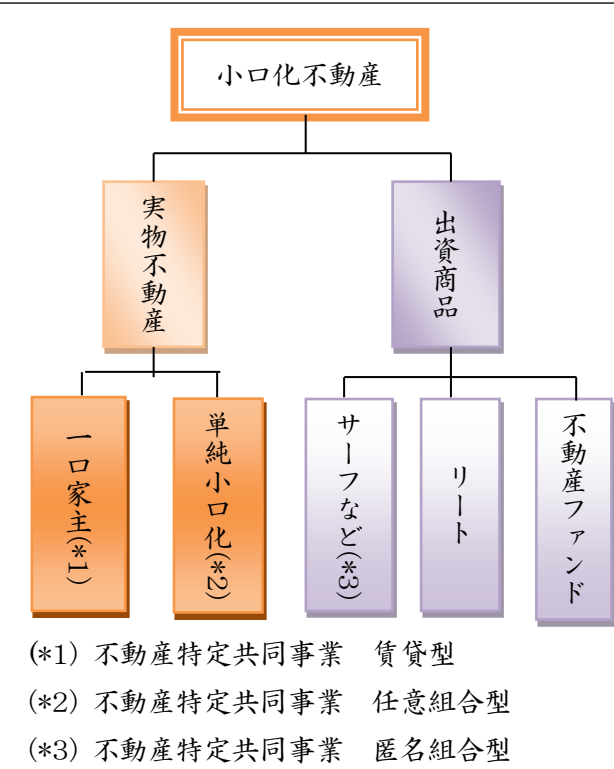 小口化不動産
実物不動産
出資商品
一口家主(*1)
単純小口化(*2)
サーフなど(*3)
リート
不動産ファンド
(*1) 不動産特定共同事業　賃貸型
(*2) 不動産特定共同事業　任意組合型
(*3) 不動産特定共同事業　匿名組合型